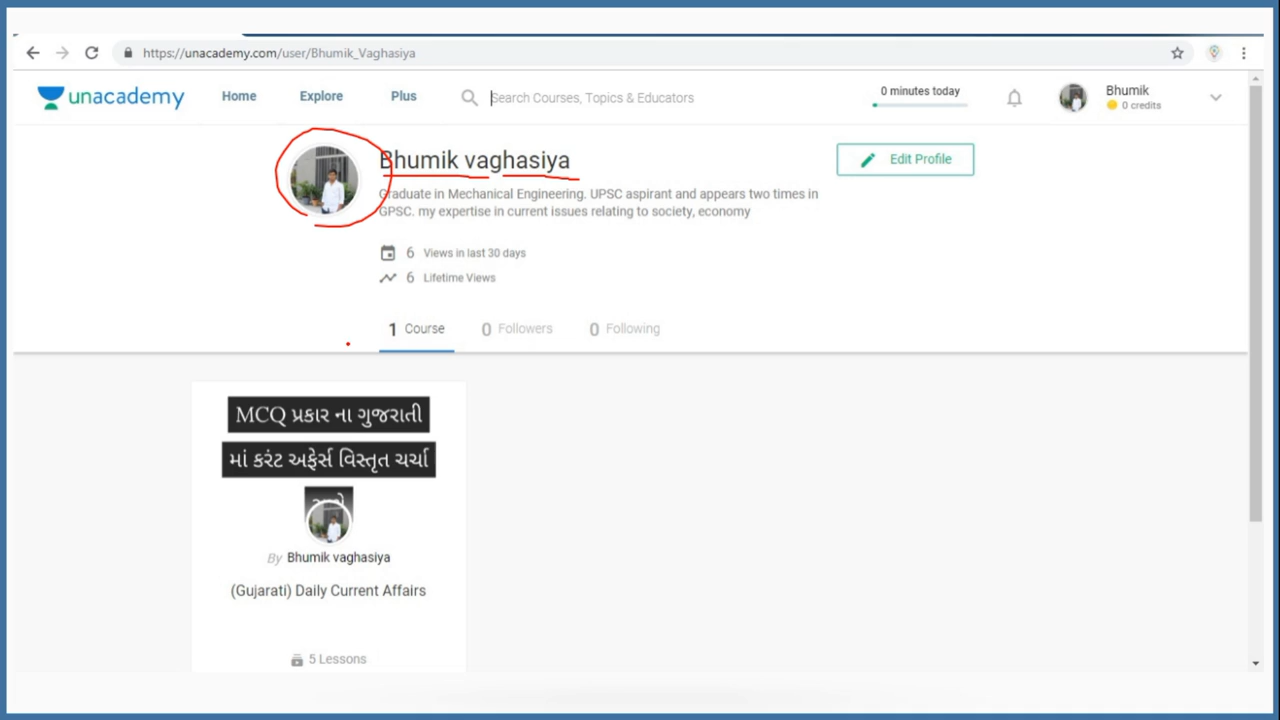 https://unacademy.com/user/Bhumik_Vaghasiya
unacademy Home Explore Plus Search Courses, Topics & Educators 0 minutes today Bhumik
0 credits
Bhumik vaghasiya Edit Profile
Graduate in Mechanical Engineering. UPSC aspirant and appears two times in
GPSC. my expertise in current issues relating to society, economy
6 Views in last 30 days
6 Lifetime Views
1 Course 0 Followers 0 Following
MCQ પ્રકાર ના ગુજરાતી
માં કરંટ અફેર્સ વિસ્તૃત ચર્ચા
By Bhumik vaghasiya
(Gujarati) Daily Current Affairs
5 Lessons